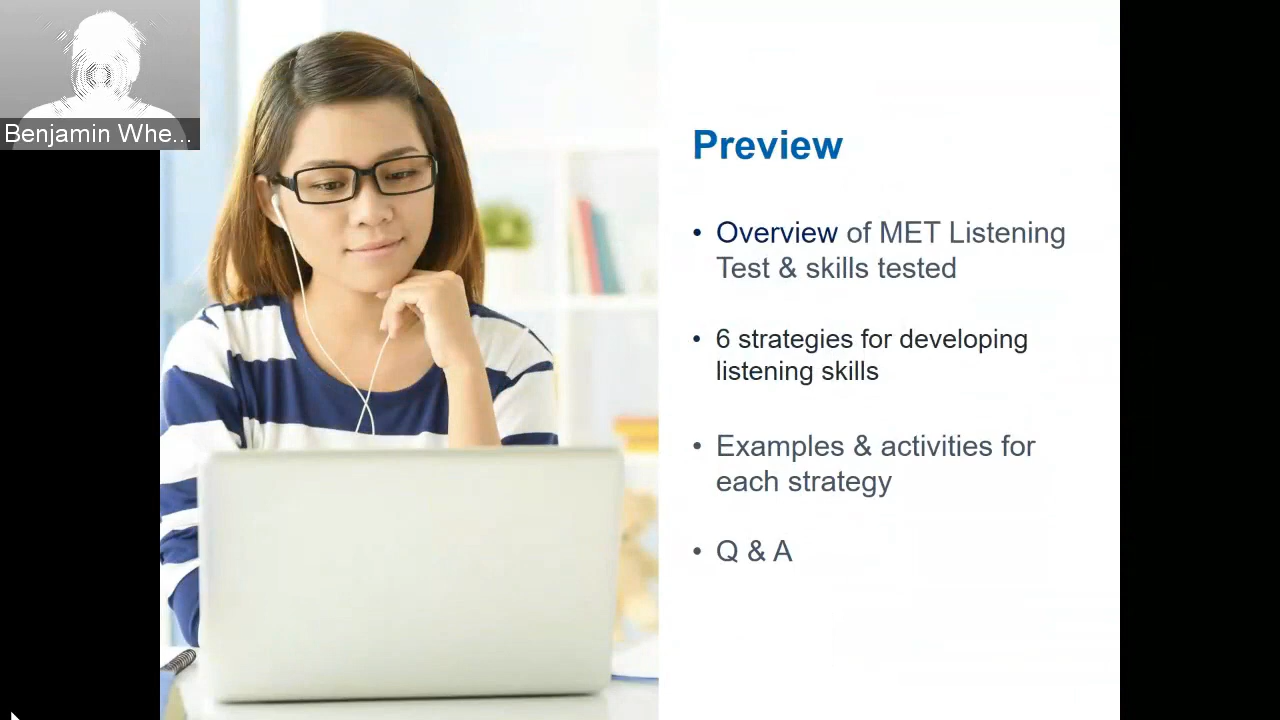 Benjamin Whe...
Preview
• Overview of MET Listening
Test & skills tested
• 6 strategies for developing
listening skills
• Examples & activities for
each strategy
• Q & A